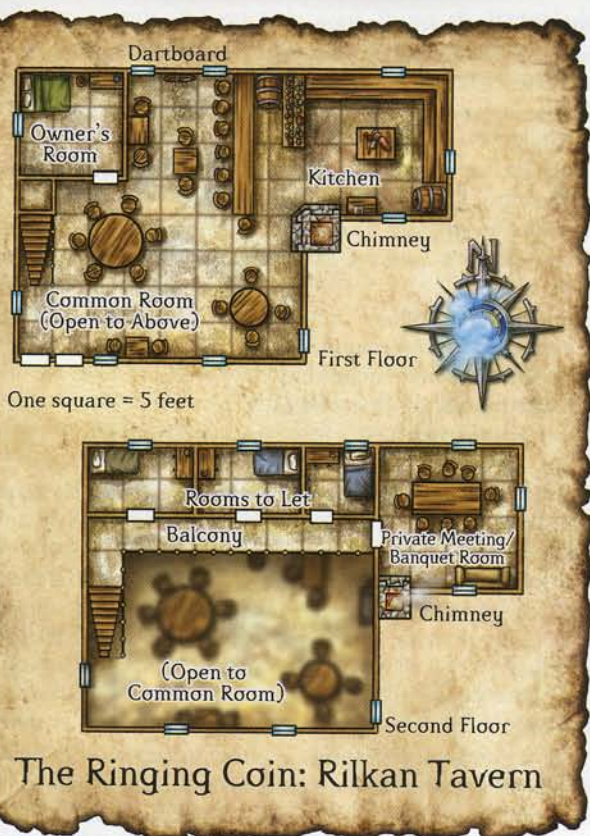 Dartboard
Owner's
Room
Kitchen
Chimney
Common Room
(Open to Above)
First Floor
N
One square = 5 feet
Rooms to Let
Balcony
Private Meeting/
Banquet Room
Chimney
(Open to
Common Room)
Second Floor
The Ringing Coin: Rilkan Tavern